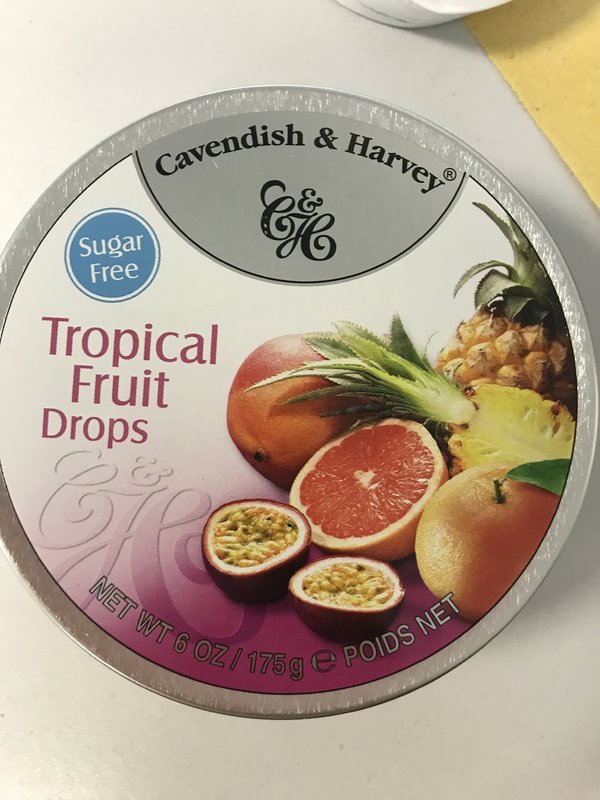 Cavendish & Harvey®
C&H
Sugar
Free
Tropical
Fruit
Drops
C&H
NET WT 6 OZ / 175g ℮ POIDS NET